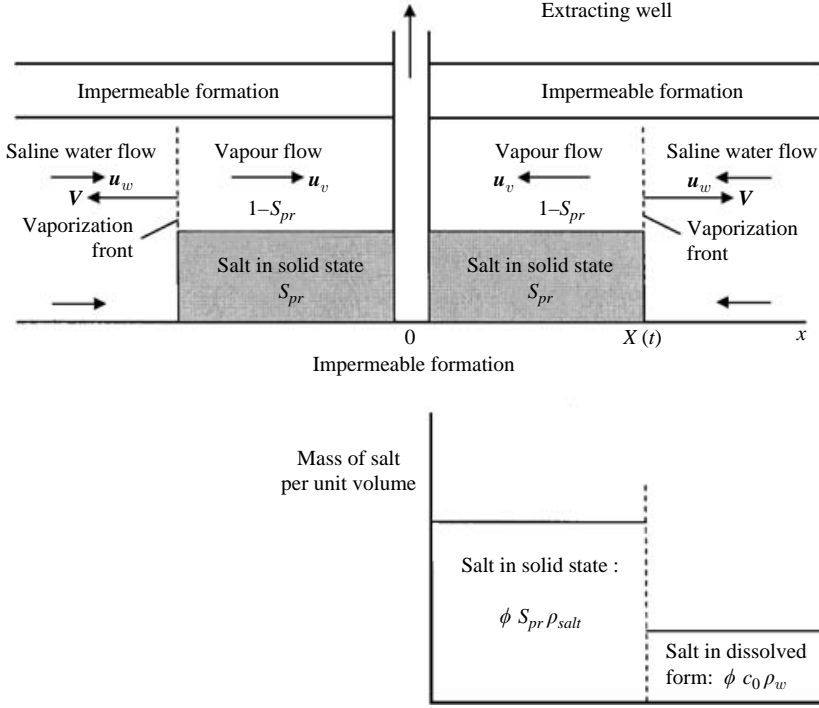 Extracting well
Impermeable formation
Impermeable formation
Saline water flow
Vapour flow
Vapour flow
Saline water flow
u_w
u_v
u_v
u_w
V
V
1–S_pr
1–S_pr
Vaporization
front
Vaporization
front
Salt in solid state
S_pr
Salt in solid state
S_pr
0
X (t)
x
Impermeable formation
Mass of salt
per unit volume
Salt in solid state :
ϕ S_pr ρ_salt
Salt in dissolved
form: ϕ c_0 ρ_w